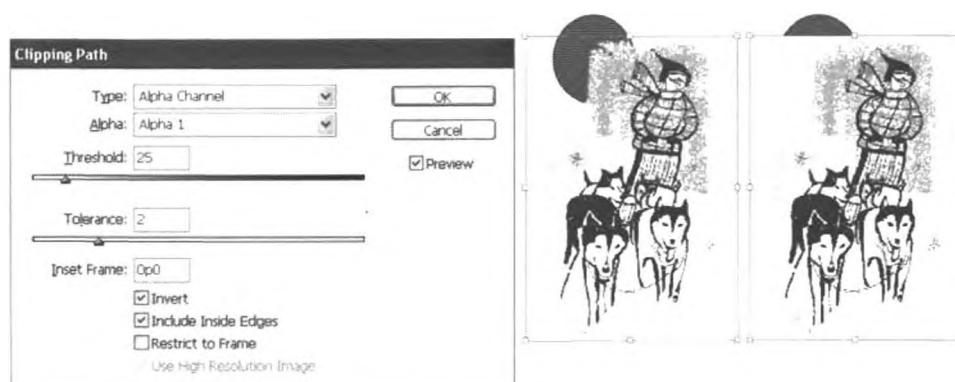 Clipping Path
Type: Alpha Channel
OK
Alpha: Alpha 1
Cancel
Threshold: 25
Preview
Tolerance: 2
Inset Frame: 0p0
Invert
Include Inside Edges
Restrict to Frame
Use High Resolution Image